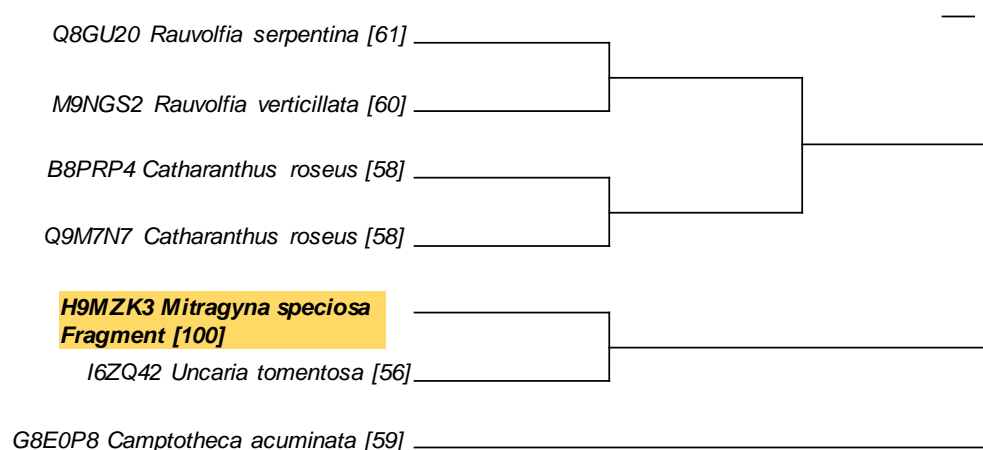 Q8GU20 Rauvolfia serpentina [61]
M9NGS2 Rauvolfia verticillata [60]
B8PRP4 Catharanthus roseus [58]
Q9M7N7 Catharanthus roseus [58]
H9MZK3 Mitragyna speciosa
Fragment [100]
I6ZQ42 Uncaria tomentosa [56]
G8E0P8 Camptotheca acuminata [59]